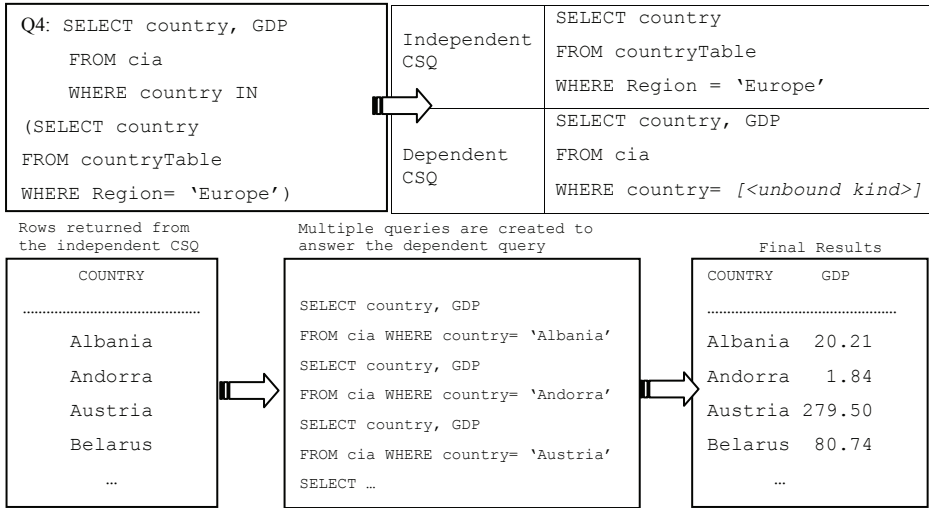 Q4: SELECT country, GDP
FROM cia
WHERE country IN
(SELECT country
FROM countryTable
WHERE Region= ‘Europe’)
Independent
CSQ
SELECT country
FROM countryTable
WHERE Region = ‘Europe’
Dependent
CSQ
SELECT country, GDP
FROM cia
WHERE country= [<unbound kind>]
Rows returned from
the independent CSQ
COUNTRY
................................................
Albania
Andorra
Austria
Belarus
…
Multiple queries are created to
answer the dependent query
SELECT country, GDP
FROM cia WHERE country= ‘Albania’
SELECT country, GDP
FROM cia WHERE country= ‘Andorra’
SELECT country, GDP
FROM cia WHERE country= ‘Austria’
SELECT …
Final Results
COUNTRY GDP
................................................
Albania 20.21
Andorra 1.84
Austria 279.50
Belarus 80.74
…